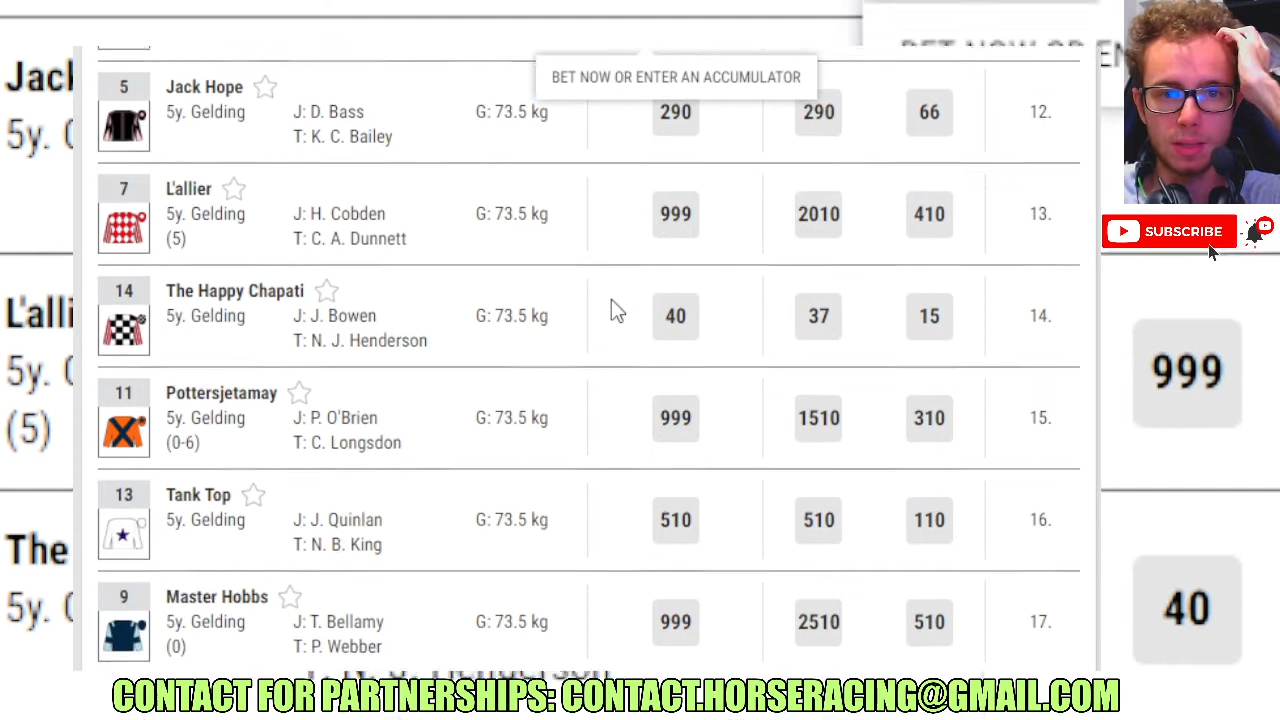 BET NOW OR ENTER AN ACCUMULATOR
5 Jack Hope
5y. Gelding J: D. Bass G: 73.5 kg 290 290 66 12.
T: K. C. Bailey
7 L'allier
5y. Gelding J: H. Cobden G: 73.5 kg 999 2010 410 13.
(5) T: C. A. Dunnett
14 The Happy Chapati
5y. Gelding J: J. Bowen G: 73.5 kg 40 37 15 14.
T: N. J. Henderson
11 Pottersjetamay
5y. Gelding J: P. O'Brien G: 73.5 kg 999 1510 310 15.
(0-6) T: C. Longsdon
13 Tank Top
5y. Gelding J: J. Quinlan G: 73.5 kg 510 510 110 16.
T: N. B. King
9 Master Hobbs
5y. Gelding J: T. Bellamy G: 73.5 kg 999 2510 510 17.
(0) T: P. Webber
Jack
5y.
L'alli
5y.
(5)
The
5y.
SUBSCRIBE
999
40
CONTACT FOR PARTNERSHIPS: CONTACT.HORSERACING@GMAIL.COM